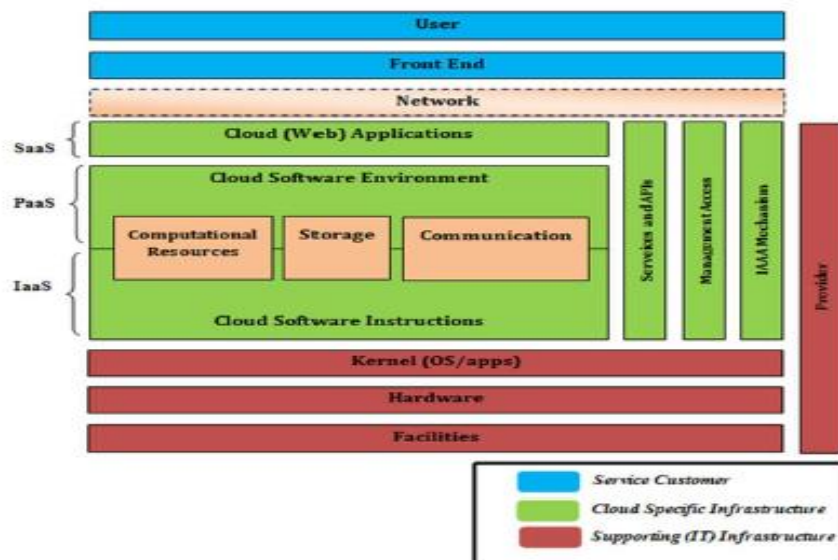 User
Front End
Network
SaaS
Cloud (Web) Applications
PaaS
Cloud Software Environment
Computational
Resources
Storage
Communication
IaaS
Cloud Software Instructions
Services and APIs
Management Access
IAAA Mechanism
Provider
Kernel (OS/apps)
Hardware
Facilities
Service Customer
Cloud Specific Infrastructure
Supporting (IT) Infrastructure